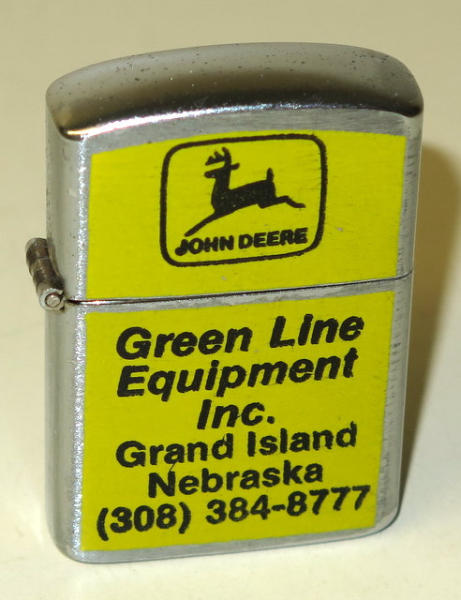 JOHN DEERE
Green Line
Equipment
Inc.
Grand Island
Nebraska
(308) 384-8777